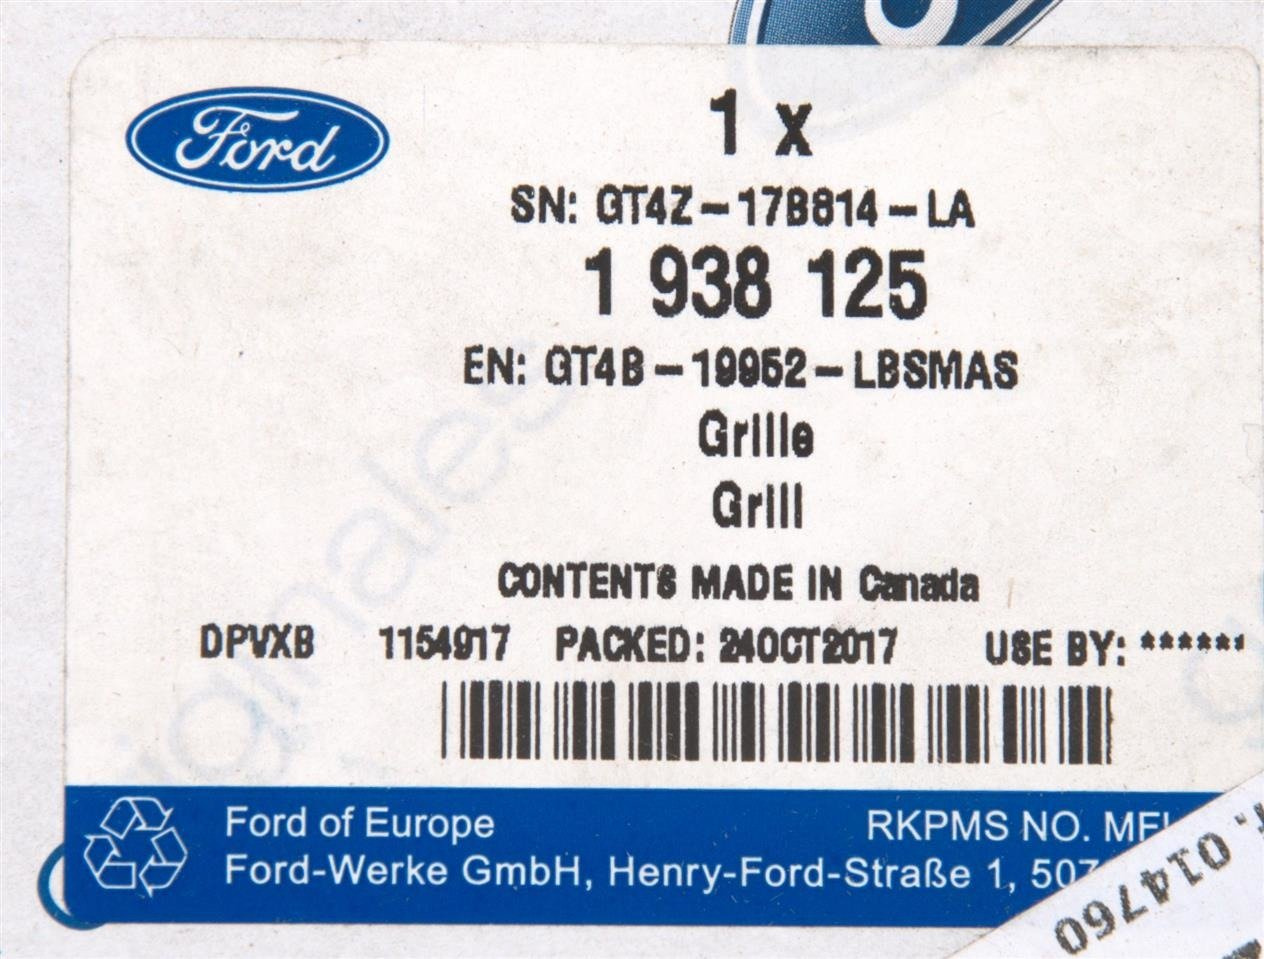 Ford
1 x
SN: GT4Z-17B814-LA
1 938 125
EN: GT4B-19952-LBSMAS
Grille
Grill
CONTENTS MADE IN Canada
DPVXB 1154917 PACKED: 24OCT2017 USE BY: ******
Ford of Europe
RKPMS NO.
Ford-Werke GmbH, Henry-Ford-Straße 1,
014760